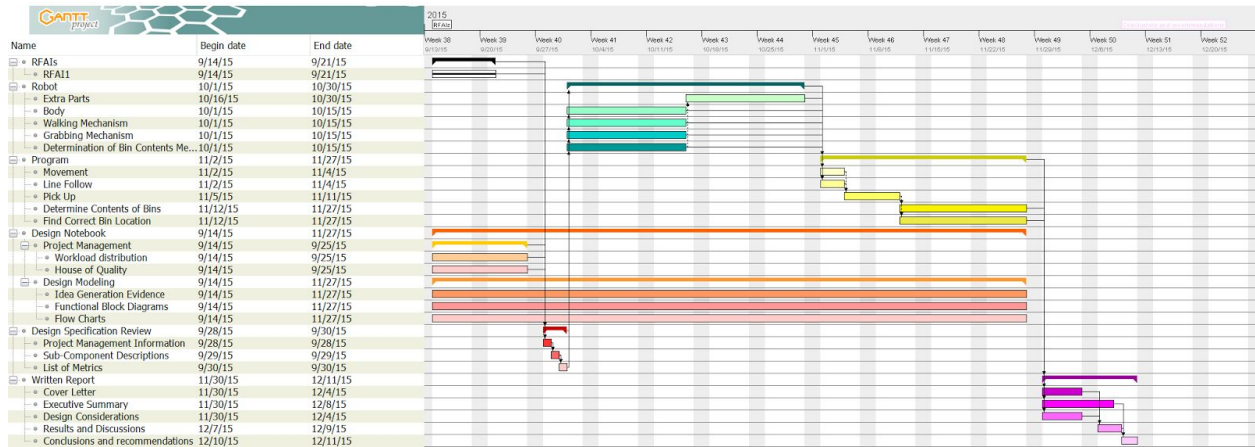 GANTT
project
2015
RFAIs
Name Begin date End date
Week 38 Week 39 Week 40 Week 41 Week 42 Week 43 Week 44 Week 45 Week 46 Week 47 Week 48 Week 49 Week 50 Week 51 Week 52
9/13/15 9/20/15 9/27/15 10/4/15 10/11/15 10/18/15 10/25/15 11/1/15 11/8/15 11/15/15 11/22/15 11/29/15 12/6/15 12/13/15 12/20/15
RFAIs 9/14/15 9/21/15
RFAI1 9/14/15 9/21/15
Robot 10/1/15 10/30/15
Extra Parts 10/16/15 10/30/15
Body 10/1/15 10/15/15
Walking Mechanism 10/1/15 10/15/15
Grabbing Mechanism 10/1/15 10/15/15
Determination of Bin Contents Me... 10/1/15 10/15/15
Program 11/2/15 11/27/15
Movement 11/2/15 11/4/15
Line Follow 11/2/15 11/4/15
Pick Up 11/5/15 11/11/15
Determine Contents of Bins 11/12/15 11/27/15
Find Correct Bin Location 11/12/15 11/27/15
Design Notebook 9/14/15 11/27/15
Project Management 9/14/15 9/25/15
Workload distribution 9/14/15 9/25/15
House of Quality 9/14/15 9/25/15
Design Modeling 9/14/15 11/27/15
Idea Generation Evidence 9/14/15 11/27/15
Functional Block Diagrams 9/14/15 11/27/15
Flow Charts 9/14/15 11/27/15
Design Specification Review 9/28/15 9/30/15
Project Management Information 9/28/15 9/28/15
Sub-Component Descriptions 9/29/15 9/29/15
List of Metrics 9/30/15 9/30/15
Written Report 11/30/15 12/11/15
Cover Letter 11/30/15 12/4/15
Executive Summary 11/30/15 12/8/15
Design Considerations 11/30/15 12/4/15
Results and Discussions 12/7/15 12/9/15
Conclusions and recommendations 12/10/15 12/11/15